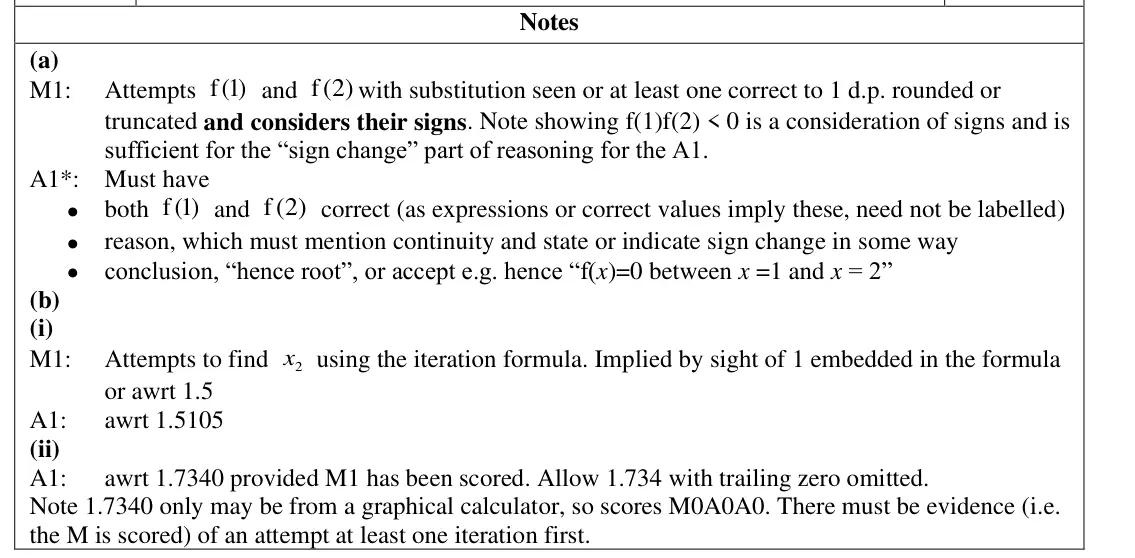 Notes
(a)
M1: Attempts f(1) and f(2) with substitution seen or at least one correct to 1 d.p. rounded or
truncated and considers their signs. Note showing f(1)f(2) < 0 is a consideration of signs and is
sufficient for the “sign change” part of reasoning for the A1.
A1*: Must have
• both f(1) and f(2) correct (as expressions or correct values imply these, need not be labelled)
• reason, which must mention continuity and state or indicate sign change in some way
• conclusion, “hence root”, or accept e.g. hence “f(x)=0 between x =1 and x = 2”
(b)
(i)
M1: Attempts to find x₂ using the iteration formula. Implied by sight of 1 embedded in the formula
or awrt 1.5
A1: awrt 1.5105
(ii)
A1: awrt 1.7340 provided M1 has been scored. Allow 1.734 with trailing zero omitted.
Note 1.7340 only may be from a graphical calculator, so scores M0A0A0. There must be evidence (i.e.
the M is scored) of an attempt at least one iteration first.